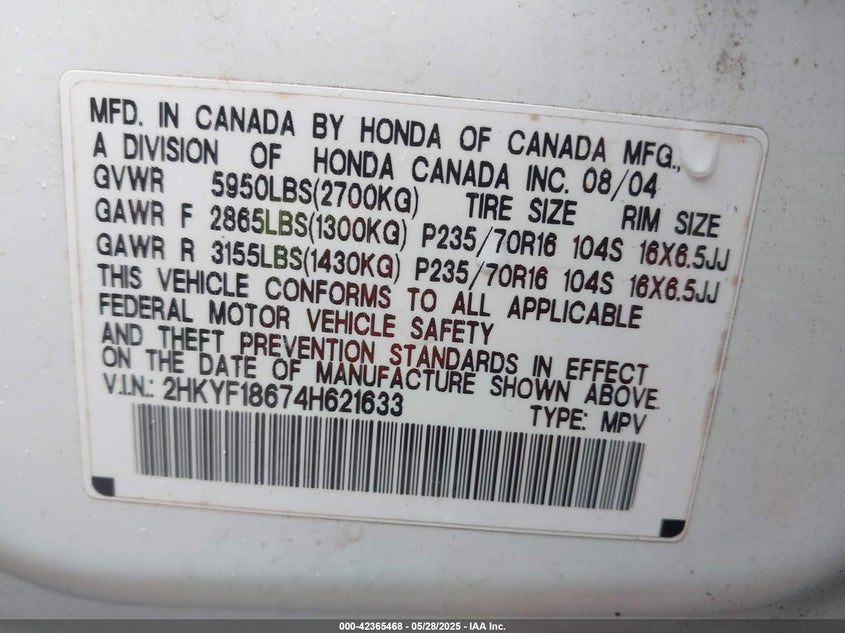 MFD. IN CANADA BY HONDA OF CANADA MFG.,
A DIVISION OF HONDA CANADA INC. 08/04
GVWR 5950LBS(2700KG) TIRE SIZE RIM SIZE
GAWR F 2865LBS(1300KG) P235/70R16 104S 16X6.5JJ
GAWR R 3155LBS(1430KG) P235/70R16 104S 16X6.5JJ
THIS VEHICLE CONFORMS TO ALL APPLICABLE
FEDERAL MOTOR VEHICLE SAFETY
AND THEFT PREVENTION STANDARDS IN EFFECT
ON THE DATE OF MANUFACTURE SHOWN ABOVE.
V.I.N.: 2HKYF18674H621633
TYPE: MPV
000-42365468 - 05/28/2025 - IAA Inc.